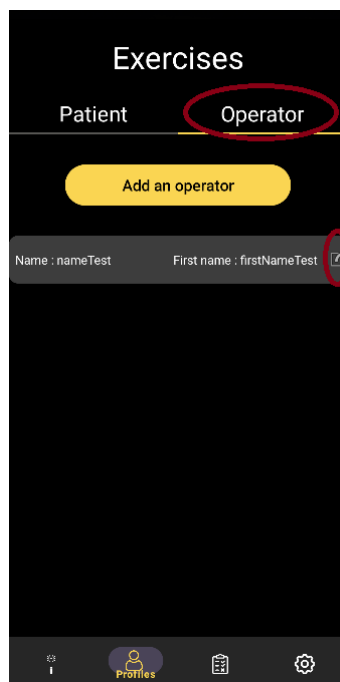 Exercises
Patient Operator
Add an operator
Name : nameTest First name : firstNameTest
Profiles